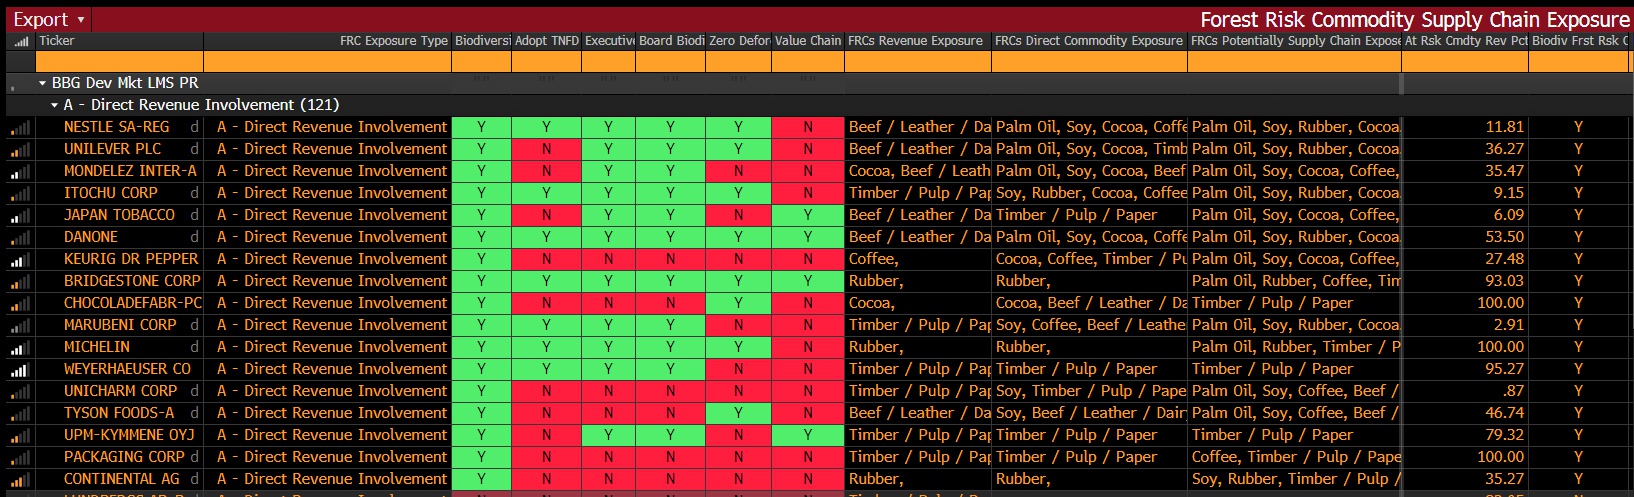 Export Forest Risk Commodity Supply Chain Exposure
Ticker FRC Exposure Type Biodiversi Adopt TNFD Executive Board Biodi Zero Defor Value Chain FRCs Revenue Exposure FRCs Direct Commodity Exposure FRCs Potentially Supply Chain Expose At Rsk Cmdty Rev Pct Biodiv Frst Rsk C
"" "" "" "" "" ""
BBG Dev Mkt LMS PR
A - Direct Revenue Involvement (121)
NESTLE SA-REG d A - Direct Revenue Involvement Y Y Y Y Y N Beef / Leather / Da Palm Oil, Soy, Cocoa, Coffe Palm Oil, Soy, Rubber, Cocoa, 11.81 Y
UNILEVER PLC d A - Direct Revenue Involvement Y N Y Y Y N Beef / Leather / Da Palm Oil, Soy, Cocoa, Timb Palm Oil, Soy, Rubber, Cocoa, 36.27 Y
MONDELEZ INTER-A A - Direct Revenue Involvement Y N Y Y N N Cocoa, Beef / Leath Palm Oil, Soy, Cocoa, Beef Palm Oil, Soy, Cocoa, Coffee, 35.47 Y
ITOCHU CORP d A - Direct Revenue Involvement Y Y Y Y Y N Timber / Pulp / Pap Soy, Rubber, Cocoa, Coffee Palm Oil, Soy, Rubber, Cocoa, 9.15 Y
JAPAN TOBACCO d A - Direct Revenue Involvement Y N Y Y N Y Beef / Leather / Da Timber / Pulp / Paper Palm Oil, Soy, Cocoa, Coffee, 6.09 Y
DANONE d A - Direct Revenue Involvement Y Y Y Y Y Y Beef / Leather / Da Palm Oil, Soy, Cocoa, Coffe Palm Oil, Soy, Rubber, Cocoa, 53.50 Y
KEURIG DR PEPPER A - Direct Revenue Involvement Y N N N N N Coffee, Cocoa, Coffee, Timber / Pu Palm Oil, Soy, Cocoa, Coffee, 27.48 Y
BRIDGESTONE CORP A - Direct Revenue Involvement Y Y Y Y Y Y Rubber, Rubber, Palm Oil, Rubber, Coffee, Tim 93.03 Y
CHOCOLADEFABR-PC A - Direct Revenue Involvement Y N N N Y N Cocoa, Cocoa, Beef / Leather / Dai Timber / Pulp / Paper 100.00 Y
MARUBENI CORP d A - Direct Revenue Involvement Y Y Y Y N N Timber / Pulp / Pap Soy, Coffee, Beef / Leathe Palm Oil, Soy, Rubber, Cocoa, 2.91 Y
MICHELIN d A - Direct Revenue Involvement Y Y Y Y Y N Rubber, Rubber, Palm Oil, Rubber, Timber / P 100.00 Y
WEYERHAEUSER CO A - Direct Revenue Involvement Y Y Y Y N N Timber / Pulp / Pap Timber / Pulp / Paper Timber / Pulp / Paper 95.27 Y
UNICHARM CORP d A - Direct Revenue Involvement Y N N N N N Timber / Pulp / Pap Soy, Timber / Pulp / Pape Palm Oil, Soy, Coffee, Beef / .87 Y
TYSON FOODS-A d A - Direct Revenue Involvement Y N N N Y N Beef / Leather / Da Soy, Beef / Leather / Dair Palm Oil, Soy, Coffee, Beef / 46.74 Y
UPM-KYMMENE OYJ A - Direct Revenue Involvement Y N Y Y N Y Timber / Pulp / Pap Timber / Pulp / Paper Timber / Pulp / Paper 79.32 Y
PACKAGING CORP d A - Direct Revenue Involvement Y N N N N N Timber / Pulp / Pap Timber / Pulp / Paper Coffee, Timber / Pulp / Pape 100.00 Y
CONTINENTAL AG d A - Direct Revenue Involvement Y N N N N N Rubber, Rubber, Soy, Rubber, Timber / Pulp / 35.27 Y